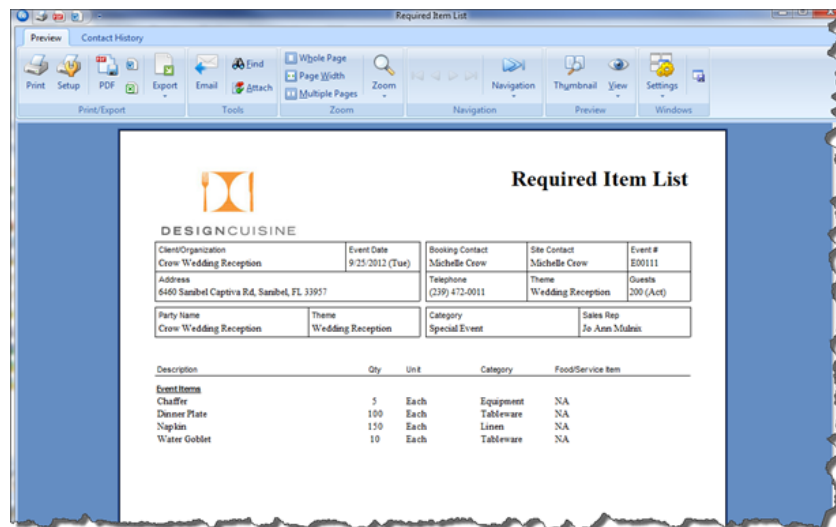 Required Item List
Preview Contact History
Print Setup PDF Export Email Find Attach Whole Page Page Width Multiple Pages Zoom Navigation Thumbnail View Settings
Print/Export Tools Zoom Navigation Preview Windows
Required Item List
DESIGNCUISINE
Client/Organization Event Date Booking Contact Site Contact Event #
Crow Wedding Reception 9/25/2012 (Tue) Michelle Crow Michelle Crow E00111
Address Telephone Theme Guests
6460 Sanibel Captiva Rd, Sanibel, FL 33957 (239) 472-0011 Wedding Reception 200 (Act)
Party Name Theme Category Sales Rep
Crow Wedding Reception Wedding Reception Special Event Jo Ann Mulnix
Description Qty Unit Category Food/Service Item
Event Items
Chaffer 5 Each Equipment NA
Dinner Plate 100 Each Tableware NA
Napkin 150 Each Linen NA
Water Goblet 10 Each Tableware NA